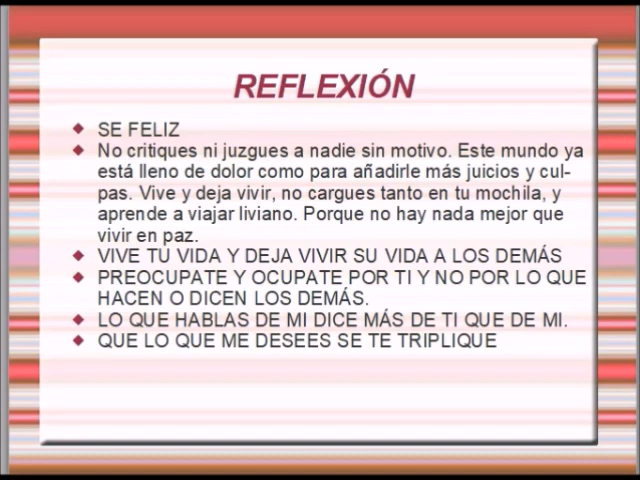 REFLEXIÓN
SE FELIZ
No critiques ni juzgues a nadie sin motivo. Este mundo ya
está lleno de dolor como para añadirle más juicios y cul-
pas. Vive y deja vivir, no cargues tanto en tu mochila, y
aprende a viajar liviano. Porque no hay nada mejor que
vivir en paz.
VIVE TU VIDA Y DEJA VIVIR SU VIDA A LOS DEMÁS
PREOCUPATE Y OCUPATE POR TI Y NO POR LO QUE
HACEN O DICEN LOS DEMÁS.
LO QUE HABLAS DE MI DICE MÁS DE TI QUE DE MI.
QUE LO QUE ME DESEES SE TE TRIPLIQUE